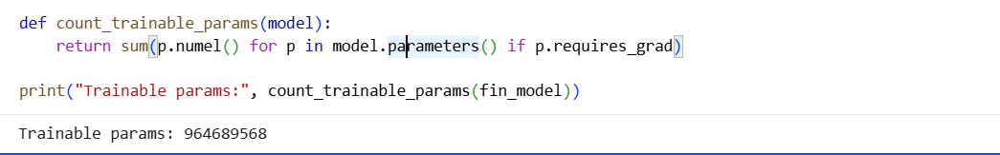 def count_trainable_params(model):
    return sum(p.numel() for p in model.parameters() if p.requires_grad)
print("Trainable params:", count_trainable_params(fin_model))
Trainable params: 964689568